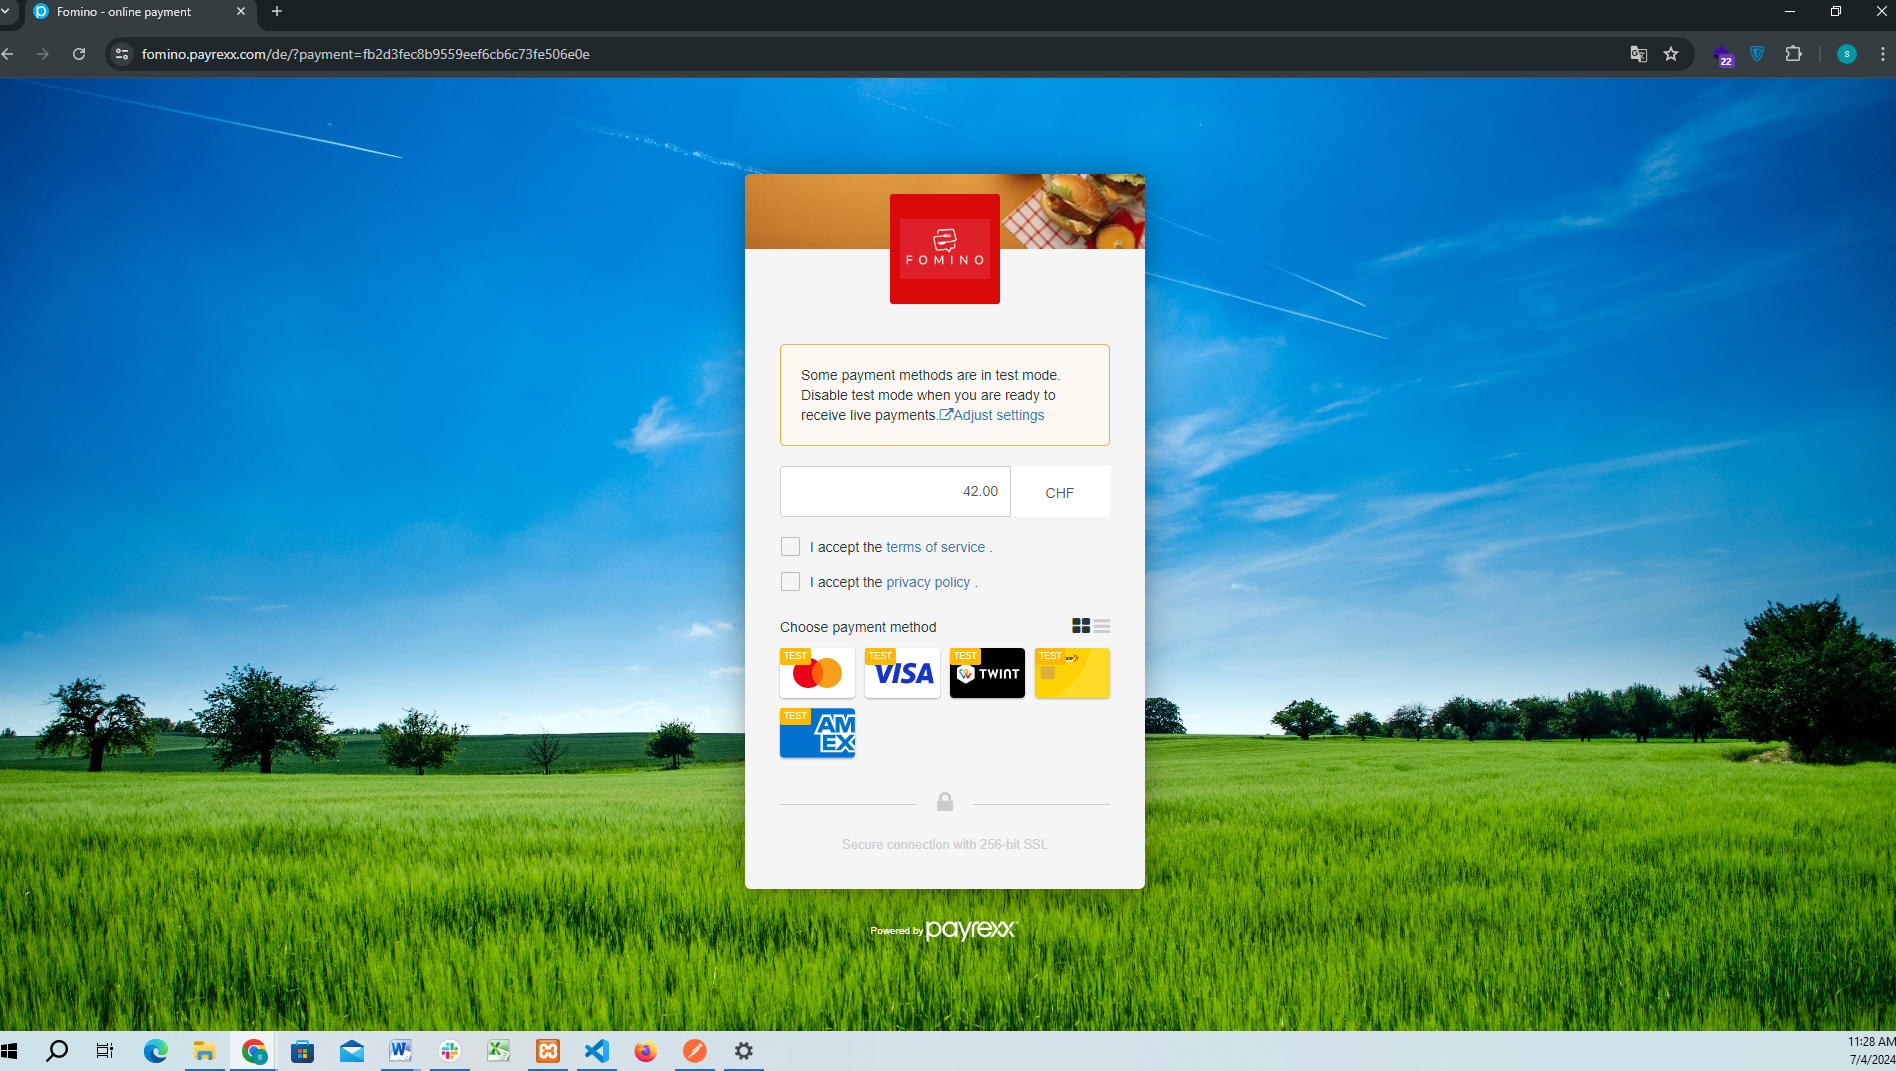 Fomino - online payment
fomino.payrexx.com/de/?payment=fb2d3fec8b9559eef6cb6c73fe506e0e
22
S
FOMINO
Some payment methods are in test mode.
Disable test mode when you are ready to
receive live payments. Adjust settings
42.00
CHF
I accept the terms of service .
I accept the privacy policy .
Choose payment method
TEST
TEST
VISA
TEST
TWINT
TEST
TEST
AM
EX
Secure connection with 256-bit SSL
Powered by payrexx
11:28 AM
7/4/2024